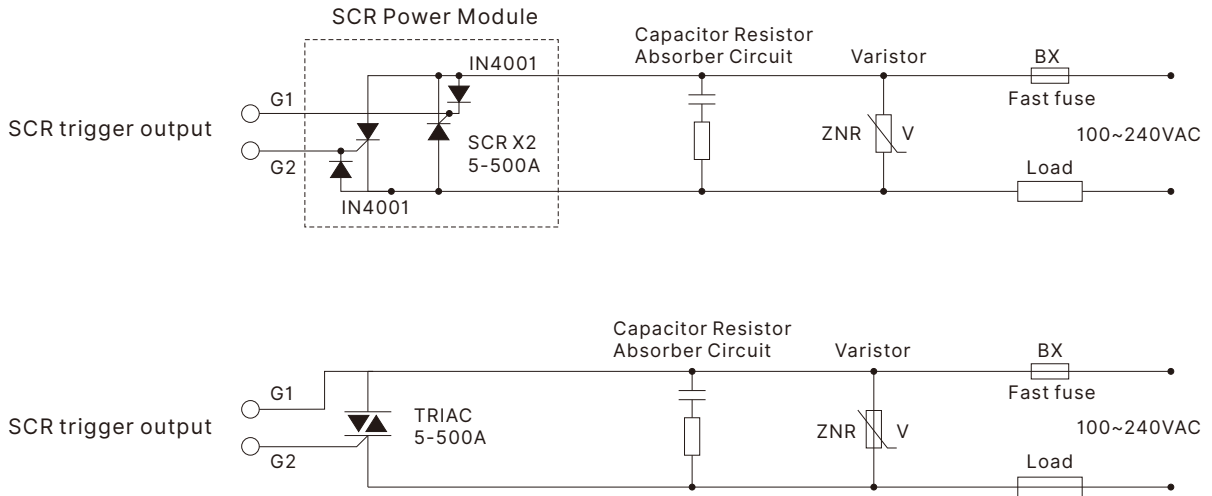 SCR Power Module
Capacitor Resistor
Absorber Circuit
Varistor
BX
IN4001
G1
Fast fuse
SCR trigger output
SCR X2
5-500A
ZNR
V
100~240VAC
G2
Load
IN4001
Capacitor Resistor
Absorber Circuit
Varistor
BX
G1
Fast fuse
SCR trigger output
TRIAC
5-500A
ZNR
V
100~240VAC
G2
Load